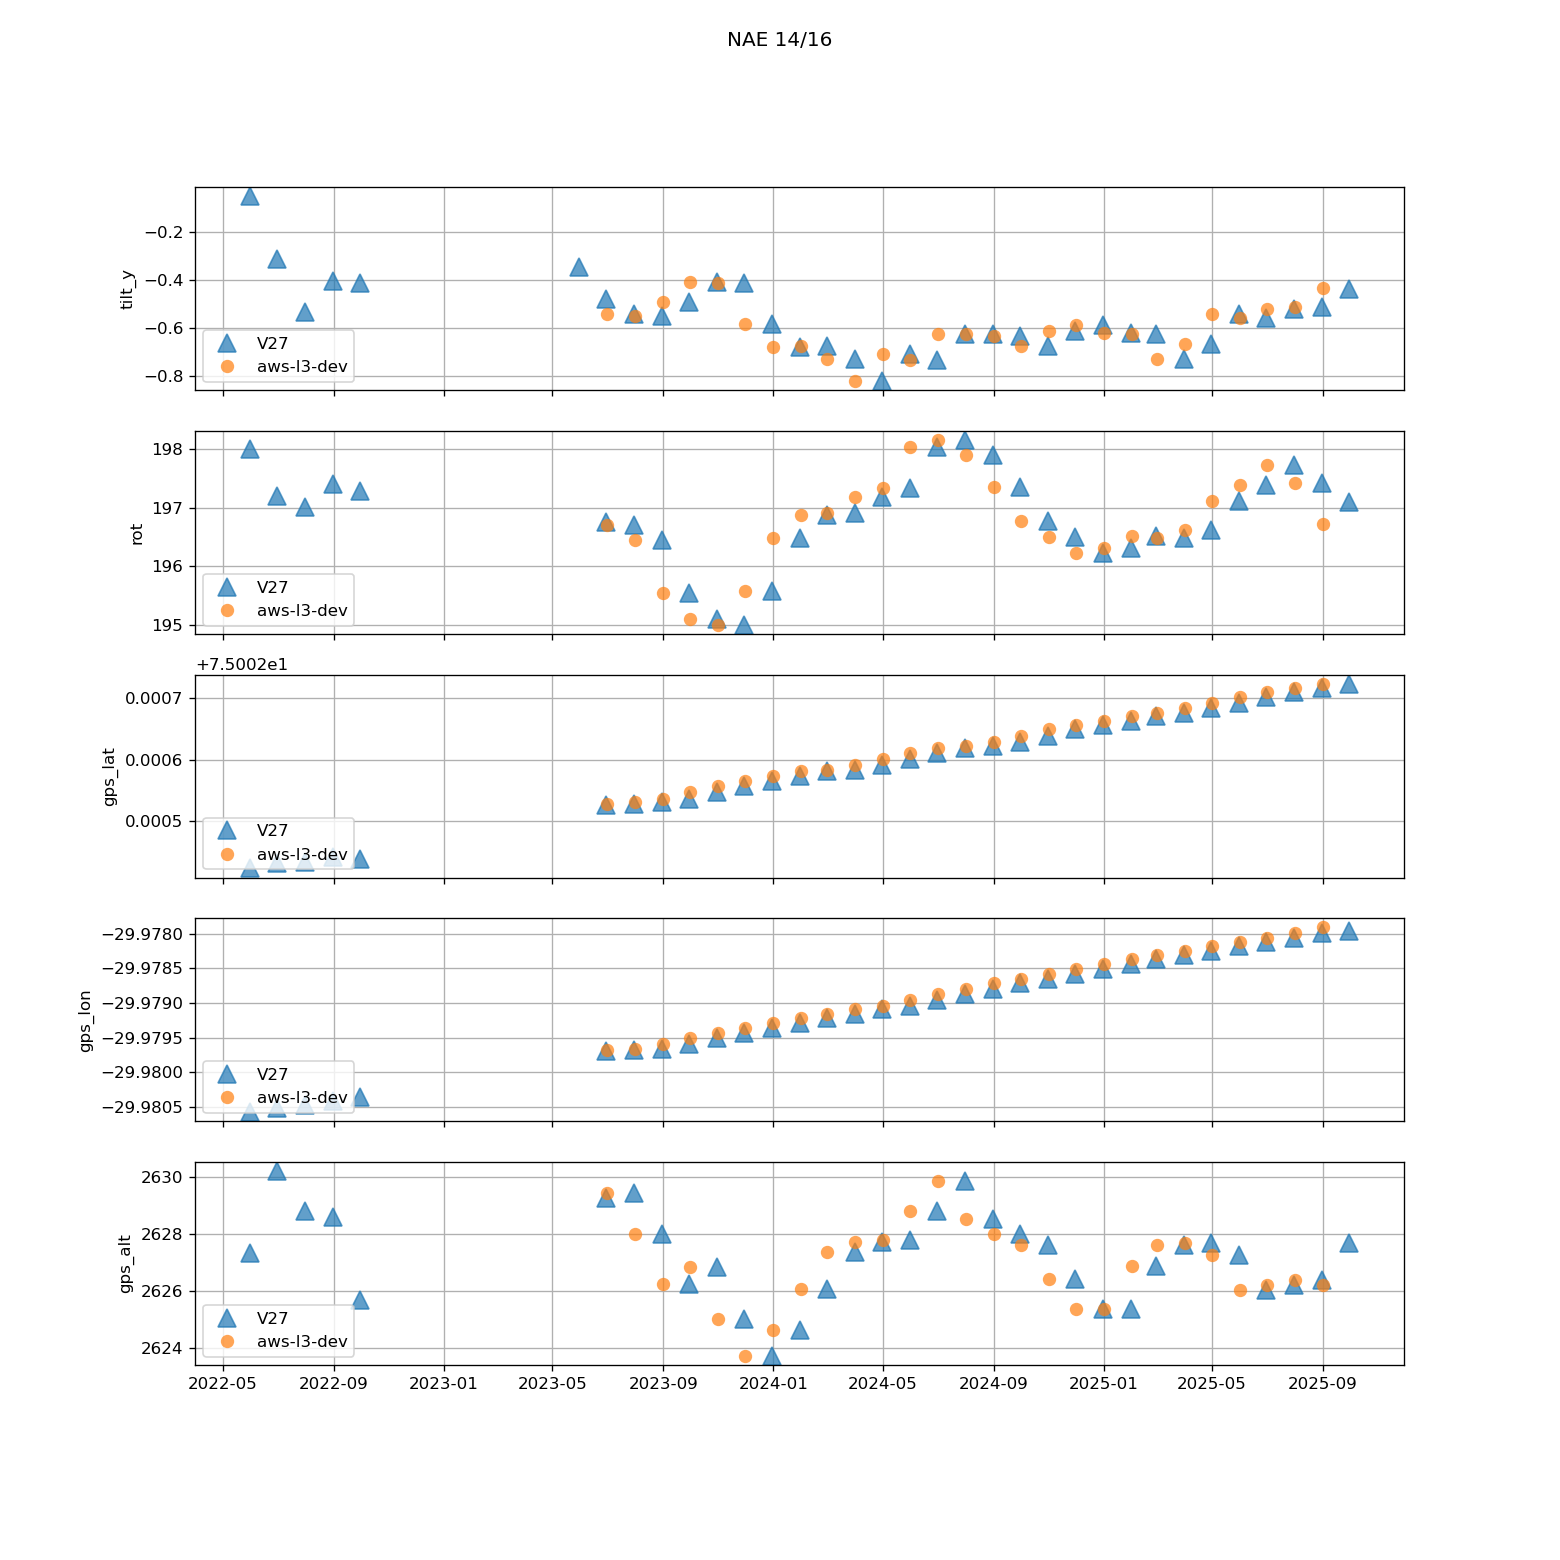 NAE 14/16
tilt_y
−0.2
−0.4
−0.6
−0.8
V27
aws-l3-dev
rot
198
197
196
195
V27
aws-l3-dev
+7.5002e1
gps_lat
0.0007
0.0006
0.0005
V27
aws-l3-dev
gps_lon
−29.9780
−29.9785
−29.9790
−29.9795
−29.9800
−29.9805
V27
aws-l3-dev
gps_alt
2630
2628
2626
2624
V27
aws-l3-dev
2022-05 2022-09 2023-01 2023-05 2023-09 2024-01 2024-05 2024-09 2025-01 2025-05 2025-09